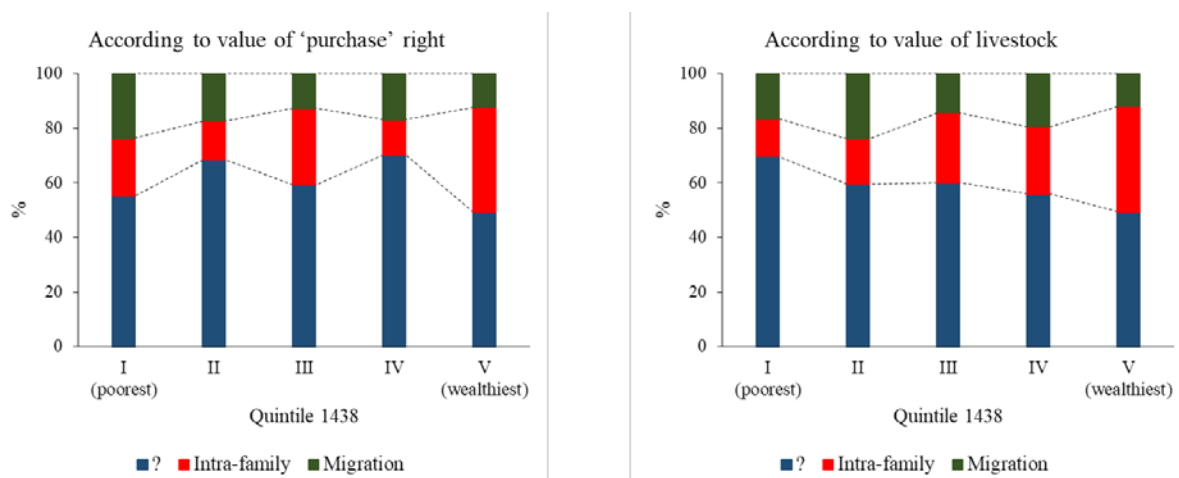 According to value of ‘purchase’ right
100
80
60
40
20
0
%
I II III IV V
(poorest) (wealthiest)
Quintile 1438
? Intra-family Migration
According to value of livestock
100
80
60
40
20
0
%
I II III IV V
(poorest) (wealthiest)
Quintile 1438
? Intra-family Migration